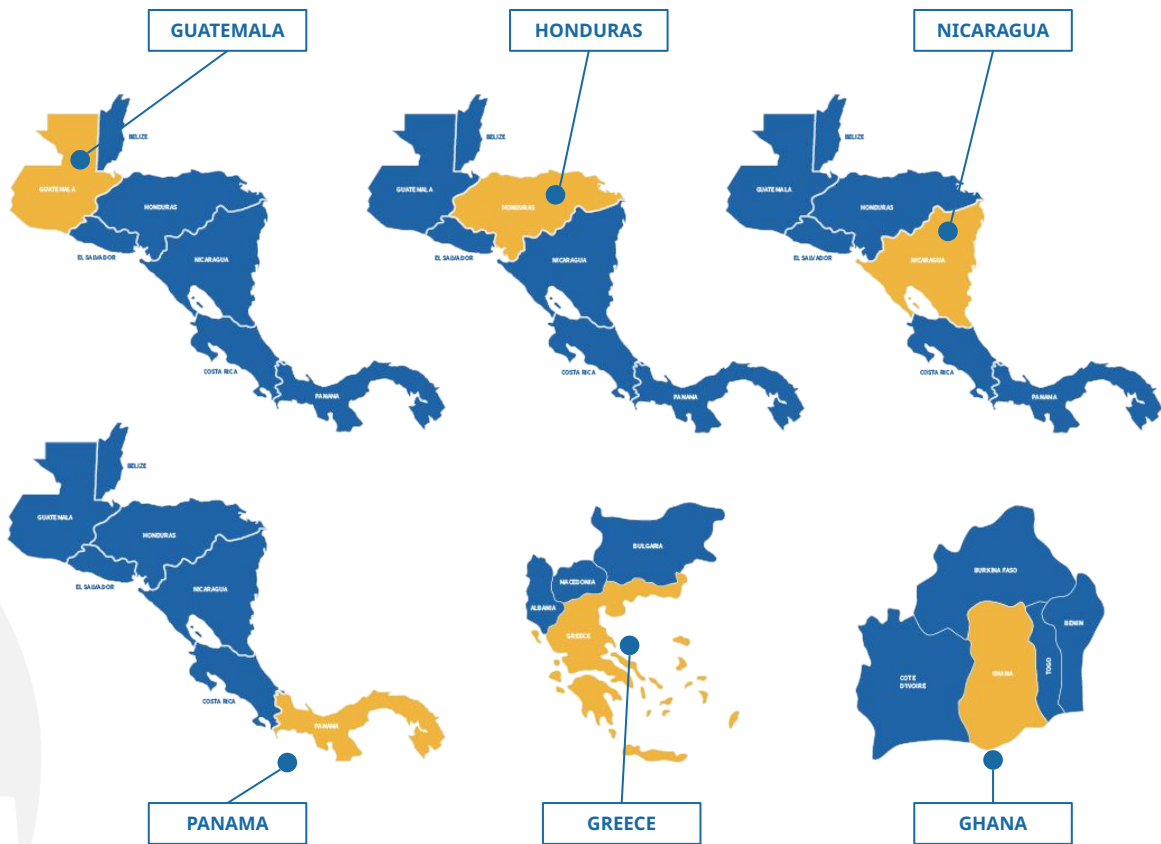 GUATEMALA
HONDURAS
NICARAGUA
BELIZE
GUATEMALA
HONDURAS
EL SALVADOR
NICARAGUA
COSTA RICA
PANAMA
BELIZE
GUATEMALA
HONDURAS
EL SALVADOR
NICARAGUA
COSTA RICA
PANAMA
BELIZE
GUATEMALA
HONDURAS
EL SALVADOR
NICARAGUA
COSTA RICA
PANAMA
BELIZE
GUATEMALA
HONDURAS
EL SALVADOR
NICARAGUA
COSTA RICA
PANAMA
BULGARIA
MACEDONIA
ALBANIA
GREECE
BURKINA FASO
BENIN
TOGO
GHANA
COTE
D'IVOIRE
PANAMA
GREECE
GHANA